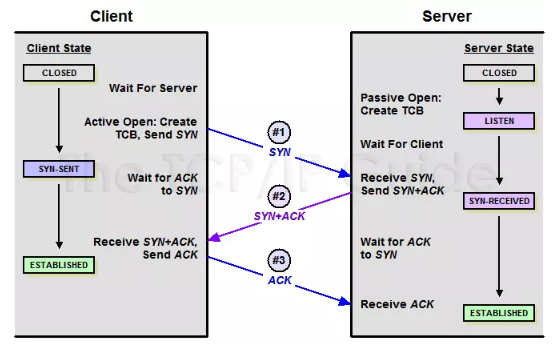 Client
Server
Client State
CLOSED
Wait For Server
Active Open: Create
TCB, Send SYN
SYN-SENT
Wait for ACK
to SYN
Receive SYN+ACK,
Send ACK
ESTABLISHED
#1
SYN
#2
SYN+ACK
#3
ACK
Server State
CLOSED
Passive Open:
Create TCB
LISTEN
Wait For Client
Receive SYN,
Send SYN+ACK
SYN-RECEIVED
Wait for ACK
to SYN
Receive ACK
ESTABLISHED
The TCP/IP Guide